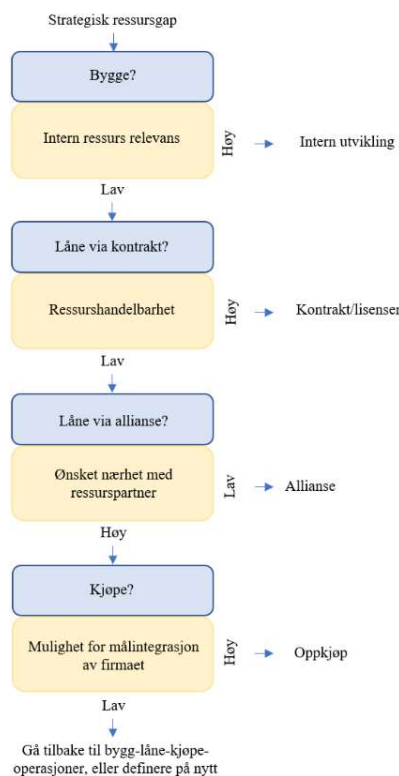 Strategisk ressursgap
Bygge?
Intern ressurs relevans
Høy
Intern utvikling
Lav
Låne via kontrakt?
Ressurshandelbarhet
Høy
Kontrakt/lisenser
Lav
Låne via allianse?
Ønsket nærhet med
ressurspartner
Lav
Allianse
Høy
Kjøpe?
Mulighet for målintegrasjon
av firmaet
Høy
Oppkjøp
Lav
Gå tilbake til bygg-låne-kjøpe-
operasjoner, eller definere på nytt